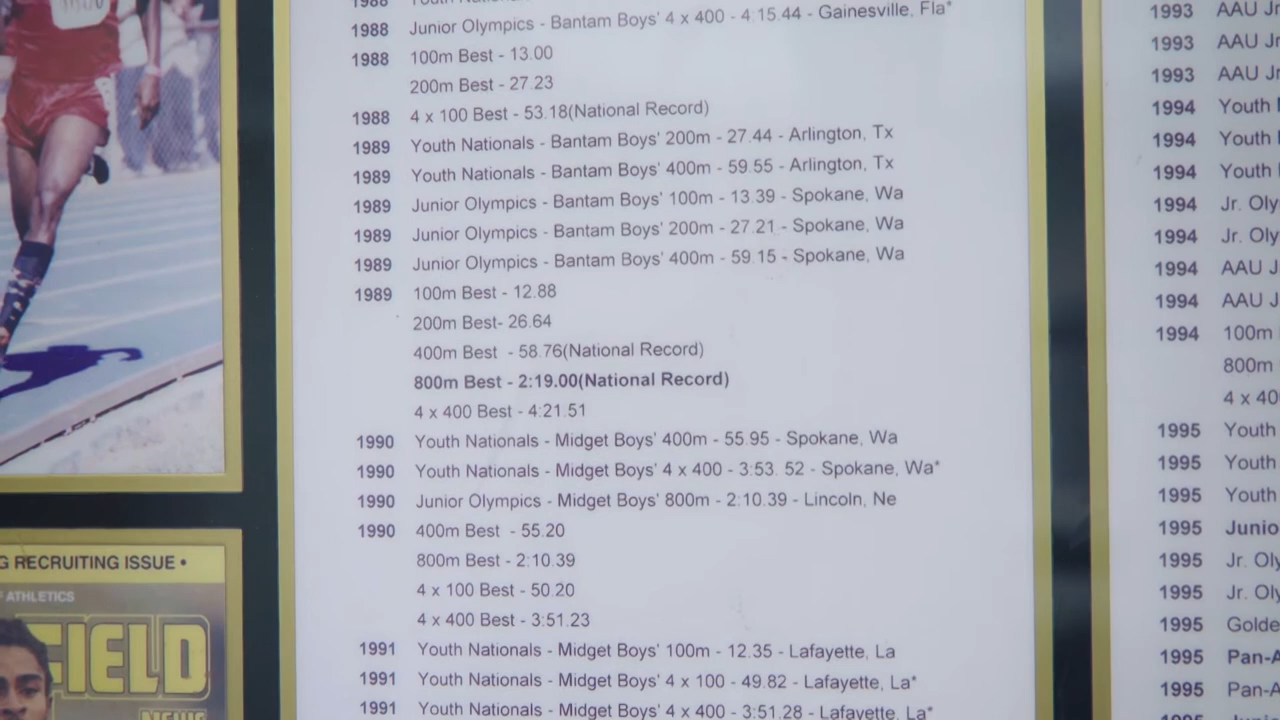 1988 Youth
1988 Junior Olympics - Bantam Boys' 4 x 400 - 4:15.44 - Gainesville, Fla*
1988 100m Best - 13.00
200m Best - 27.23
1988 4 x 100 Best - 53.18(National Record)
1989 Youth Nationals - Bantam Boys' 200m - 27.44 - Arlington, Tx
1989 Youth Nationals - Bantam Boys' 400m - 59.55 - Arlington, Tx
1989 Junior Olympics - Bantam Boys' 100m - 13.39 - Spokane, Wa
1989 Junior Olympics - Bantam Boys' 200m - 27.21 - Spokane, Wa
1989 Junior Olympics - Bantam Boys' 400m - 59.15 - Spokane, Wa
1989 100m Best - 12.88
200m Best- 26.64
400m Best - 58.76(National Record)
800m Best - 2:19.00(National Record)
4 x 400 Best - 4:21.51
1990 Youth Nationals - Midget Boys' 400m - 55.95 - Spokane, Wa
1990 Youth Nationals - Midget Boys' 4 x 400 - 3:53. 52 - Spokane, Wa*
1990 Junior Olympics - Midget Boys' 800m - 2:10.39 - Lincoln, Ne
1990 400m Best - 55.20
800m Best - 2:10.39
4 x 100 Best - 50.20
4 x 400 Best - 3:51.23
1991 Youth Nationals - Midget Boys' 100m - 12.35 - Lafayette, La
1991 Youth Nationals - Midget Boys' 4 x 100 - 49.82 - Lafayette, La*
1991 Youth Nationals - Midget Boys' 4 x 400 - 3:51.28 - Lafayette, La*
1993 AAU Jr
1993 AAU Jr
1993 AAU Jr
1994 Youth
1994 Youth
1994 Youth
1994 Jr. Oly
1994 Jr. Oly
1994 AAU J
1994 AAU J
1994 100m
800m
4 x 40
1995 Youth
1995 Youth
1995 Youth
1995 Junio
1995 Jr. Oly
1995 Jr. Oly
1995 Golde
1995 Pan-A
1995 Pan-A
G RECRUITING ISSUE •
F ATHLETICS
FIELD
NEWS